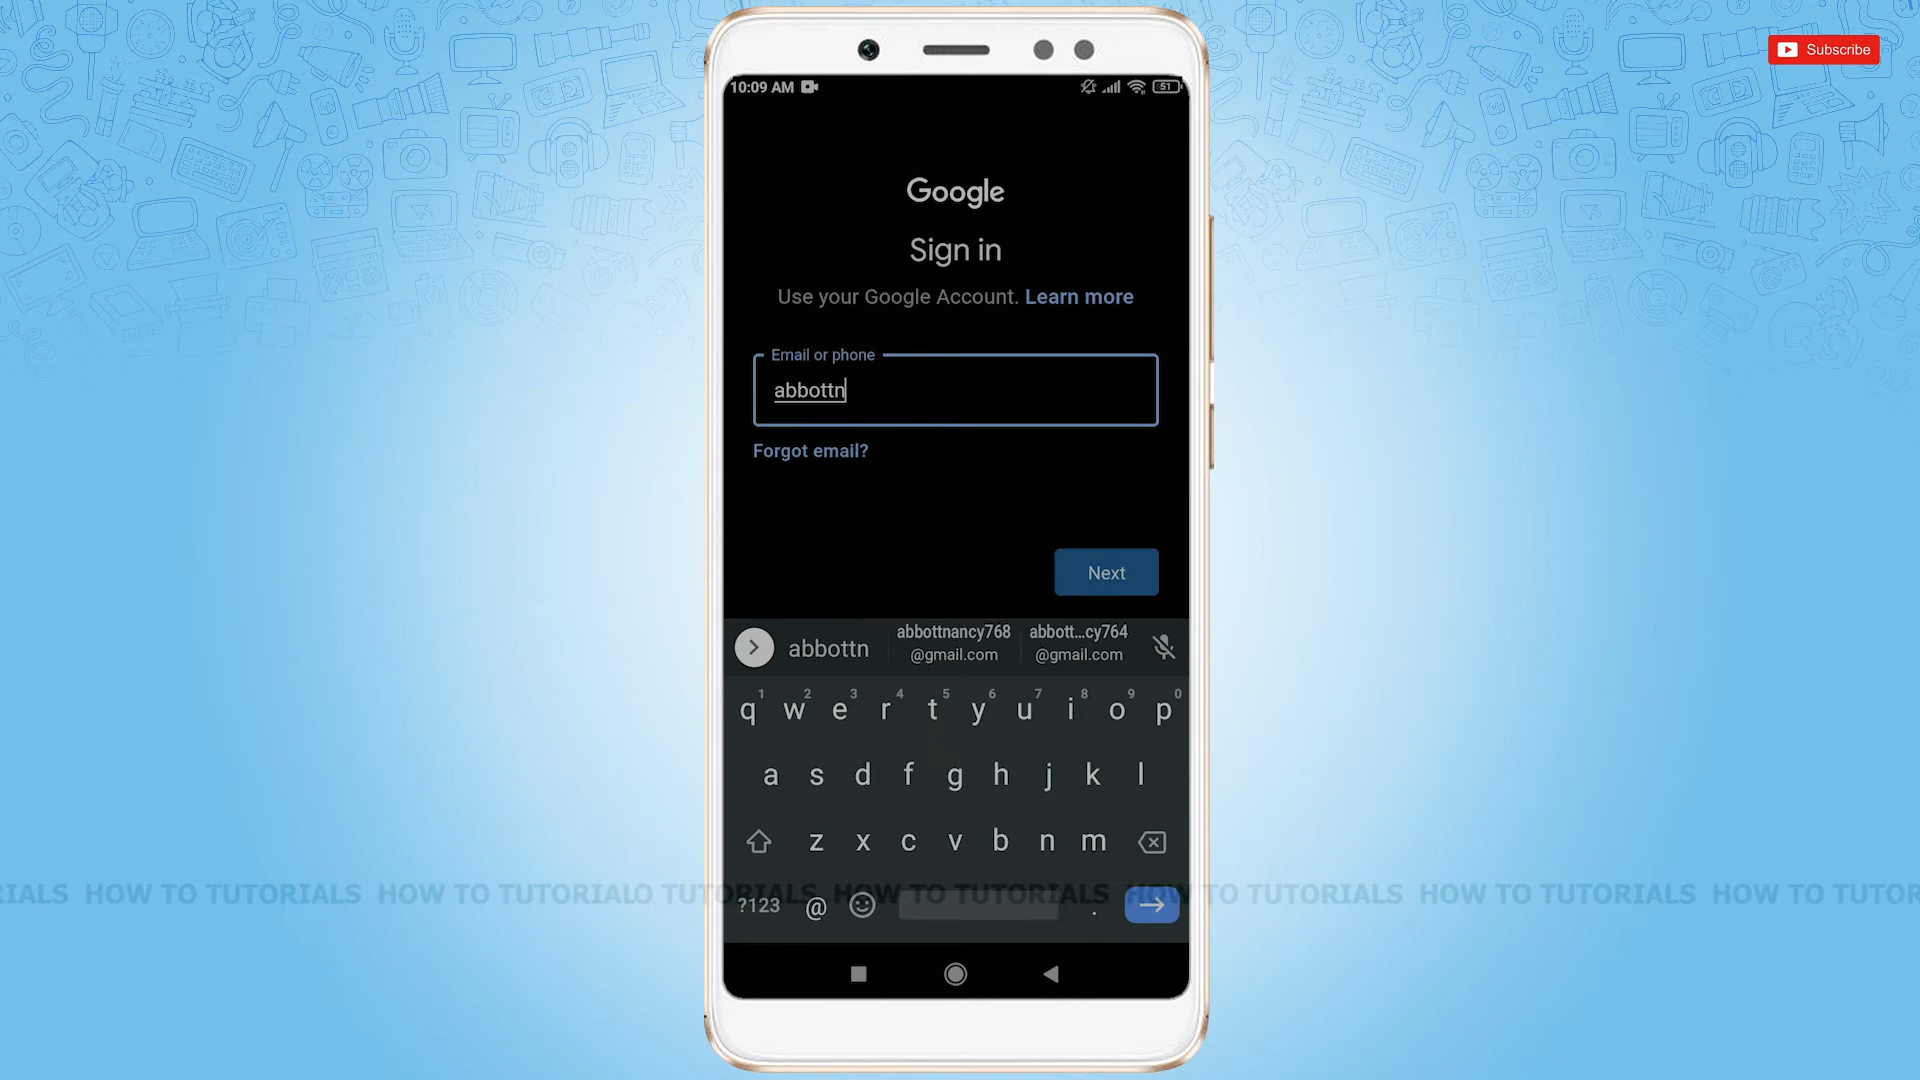 Subscribe
10:09 AM
51
Google
Sign in
Use your Google Account. Learn more
Email or phone
abbottn
Forgot email?
Next
abbottn
abbottnancy768
@gmail.com
abbott...cy764
@gmail.com
1 2 3 4 5 6 7 8 9 0
q w e r t y u i o p
a s d f g h j k l
z x c v b n m
RIALS HOW TO TUTORIALS HOW TO TUTORIALO TUTORIALS HOW TO TUTORIALS HOW TO TUTORIALS HOW TO TUTORIALS HOW TO TUTOR
?123 @ .